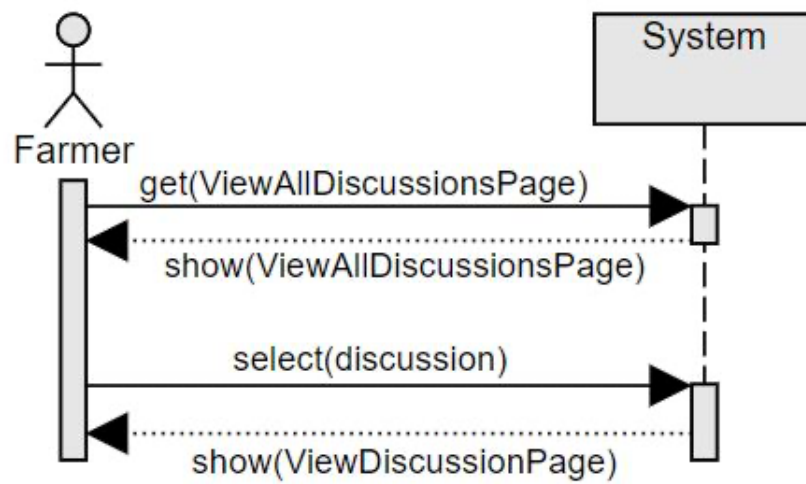 System
Farmer
get(ViewAllDiscussionsPage)
show(ViewAllDiscussionsPage)
select(discussion)
show(ViewDiscussionPage)